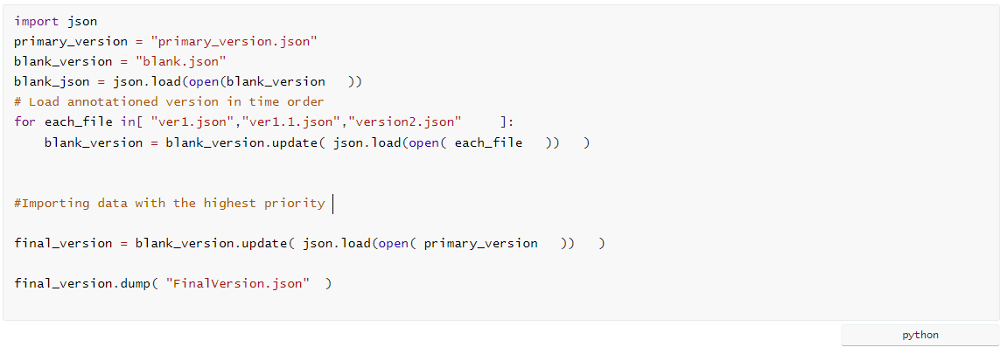 import json
primary_version = "primary_version.json"
blank_version = "blank.json"
blank_json = json.load(open(blank_version   ))
# Load annotationed version in time order
for each_file in[ "ver1.json","ver1.1.json","version2.json"     ]:
    blank_version = blank_version.update( json.load(open( each_file   ))   )
#Importing data with the highest priority
final_version = blank_version.update( json.load(open( primary_version   ))   )
final_version.dump( "FinalVersion.json"  )
python